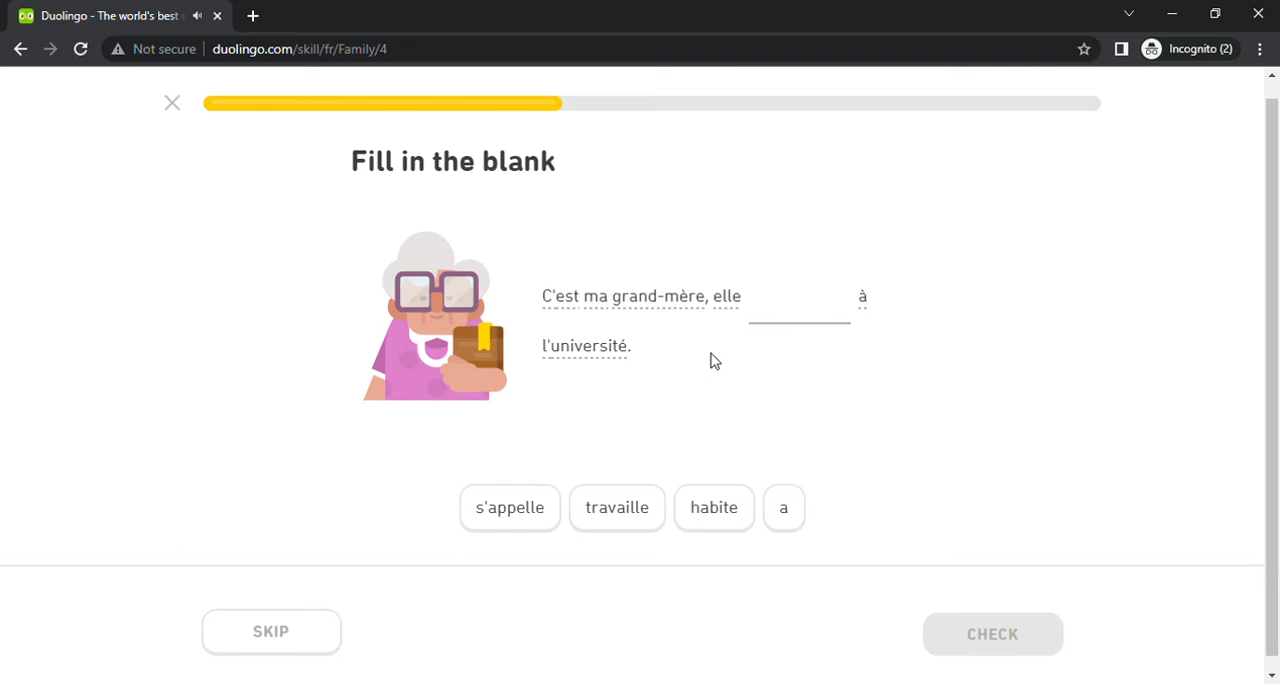 Duolingo - The world's best
Not secure duolingo.com/skill/fr/Family/4 Incognito (2)
Fill in the blank
C'est ma grand-mère, elle ________ à
l'université.
s'appelle travaille habite a
SKIP CHECK